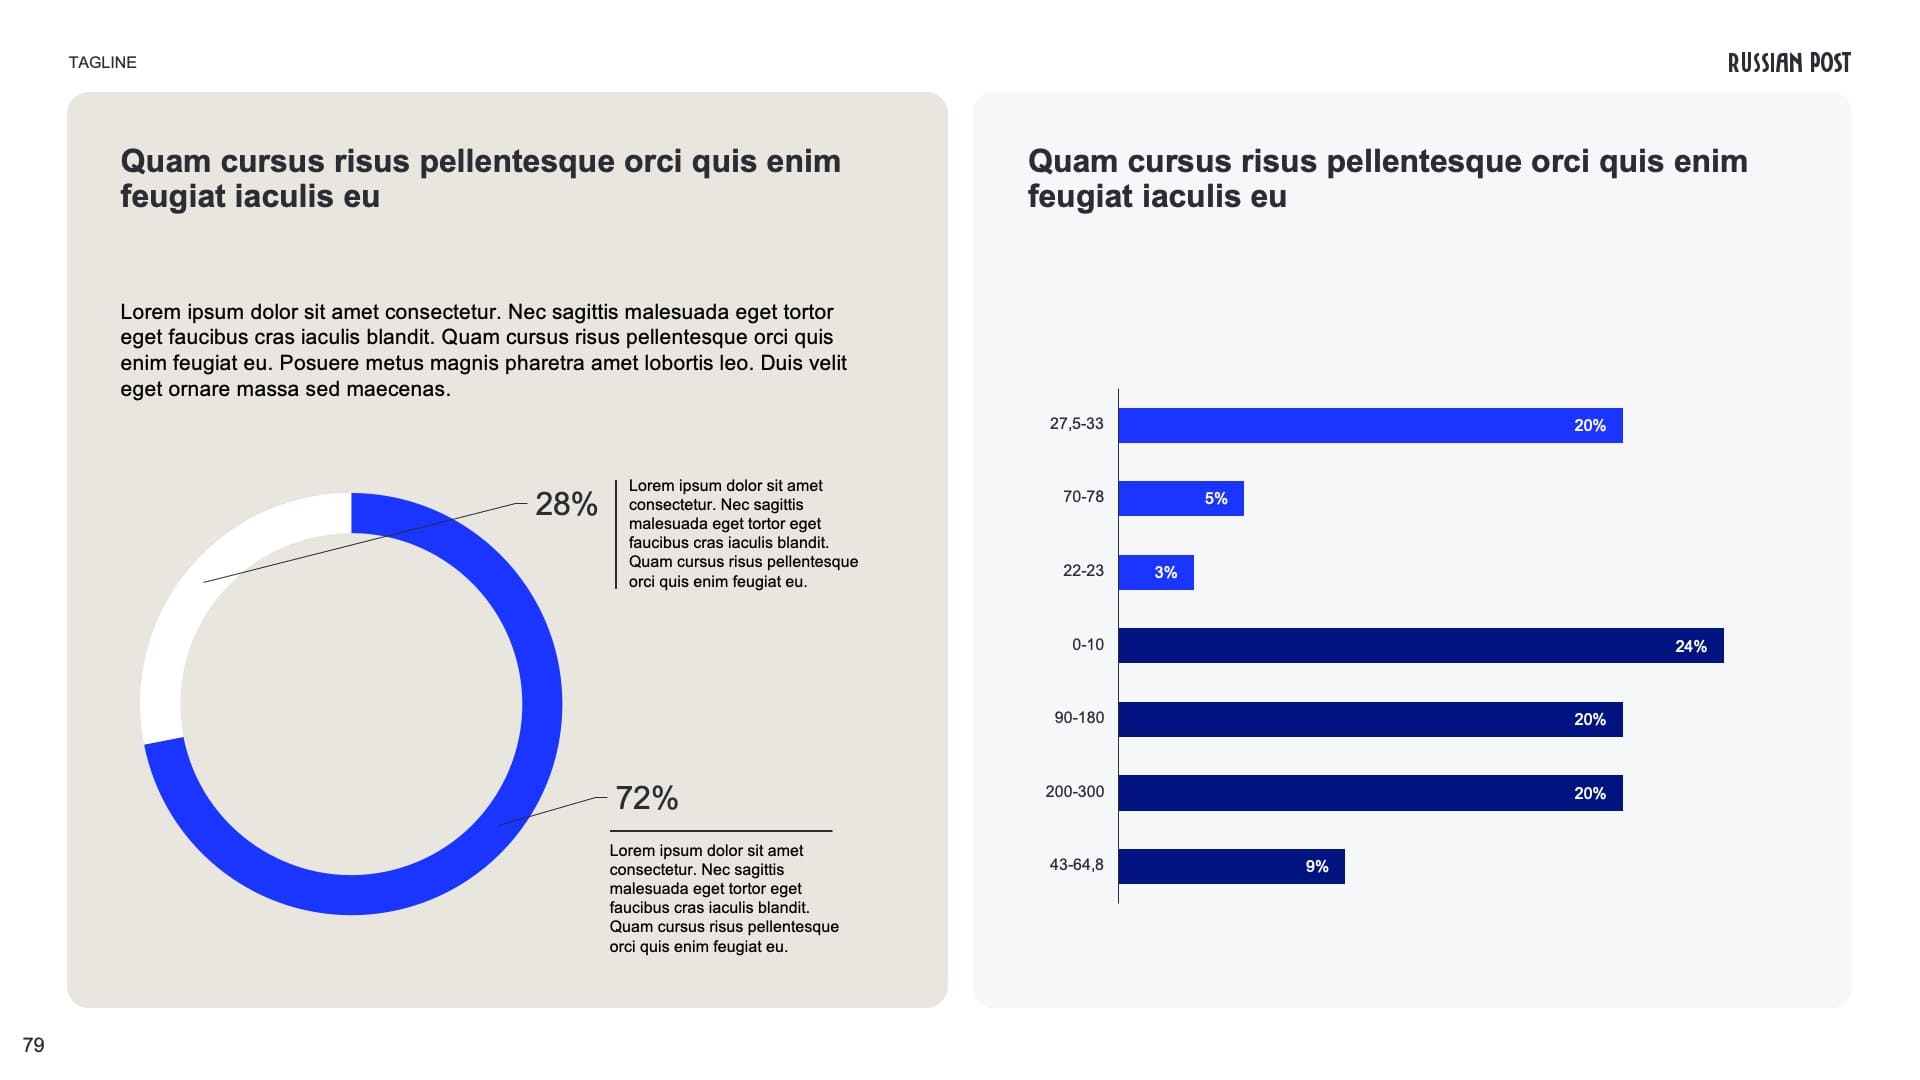 TAGLINE
RUSSIAN POST
Quam cursus risus pellentesque orci quis enim
feugiat iaculis eu
Lorem ipsum dolor sit amet consectetur. Nec sagittis malesuada eget tortor
eget faucibus cras iaculis blandit. Quam cursus risus pellentesque orci quis
enim feugiat eu. Posuere metus magnis pharetra amet lobortis leo. Duis velit
eget ornare massa sed maecenas.
28%
Lorem ipsum dolor sit amet
consectetur. Nec sagittis
malesuada eget tortor eget
faucibus cras iaculis blandit.
Quam cursus risus pellentesque
orci quis enim feugiat eu.
72%
Lorem ipsum dolor sit amet
consectetur. Nec sagittis
malesuada eget tortor eget
faucibus cras iaculis blandit.
Quam cursus risus pellentesque
orci quis enim feugiat eu.
Quam cursus risus pellentesque orci quis enim
feugiat iaculis eu
27,5-33 20%
70-78 5%
22-23 3%
0-10 24%
90-180 20%
200-300 20%
43-64,8 9%
79